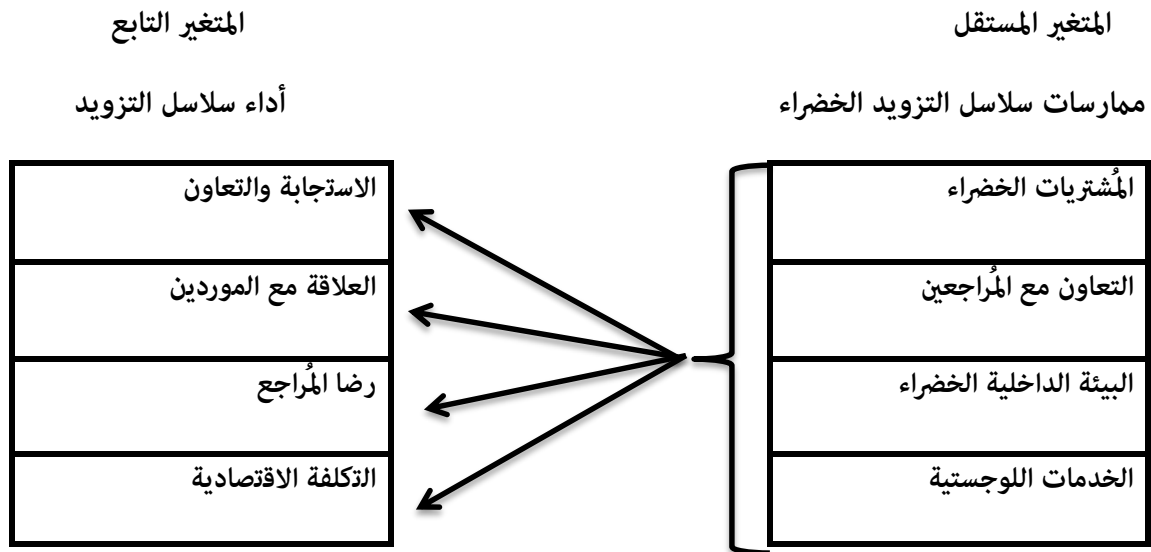 المتغير المستقل
المتغير التابع
ممارسات سلاسل التزويد الخضراء
أداء سلاسل التزويد
المُشتريات الخضراء
الاستجابة والتعاون
التعاون مع المُراجعين
العلاقة مع الموردين
البيئة الداخلية الخضراء
رضا المُراجع
الخدمات اللوجستية
التكلفة الاقتصادية